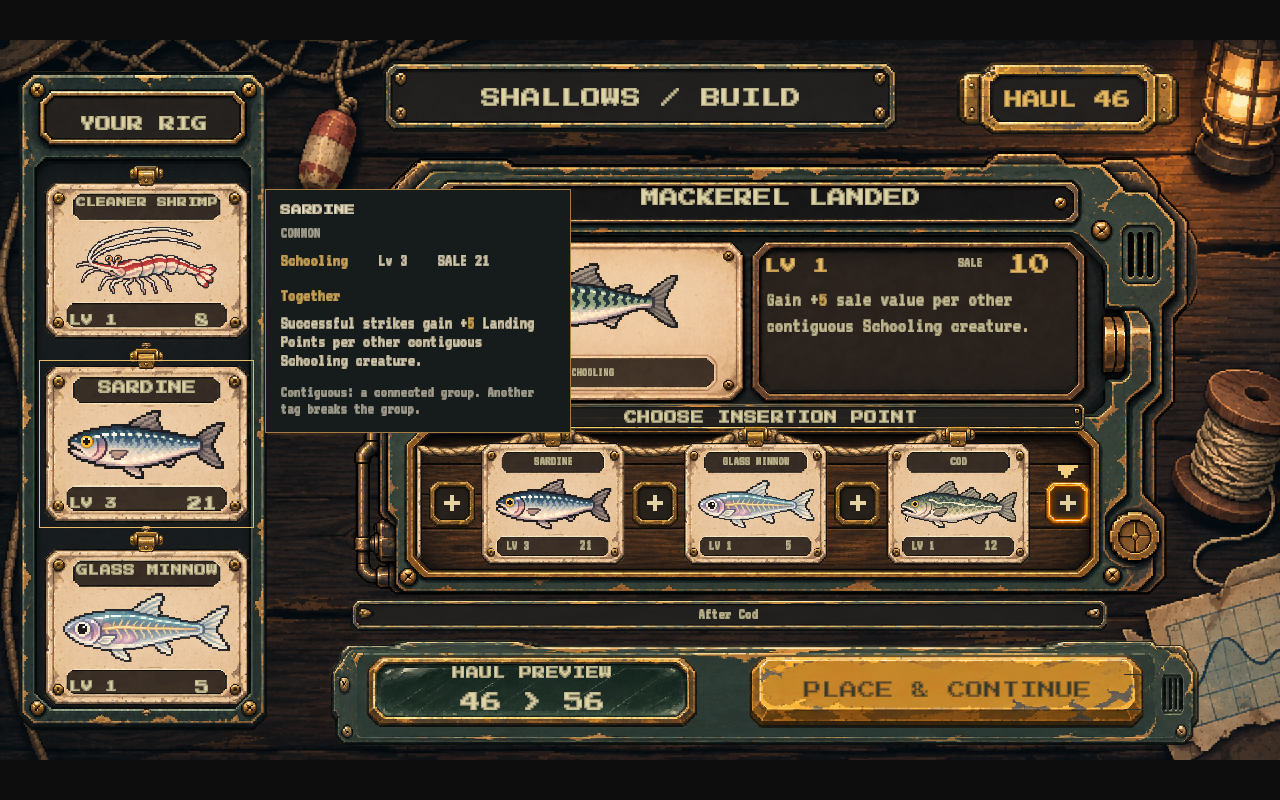 SHALLOWS / BUILD
HAUL 46
YOUR RIG
CLEANER SHRIMP
LV 1 8
SARDINE
LV 3 21
GLASS MINNOW
LV 1 5
SARDINE
COMMON
Schooling Lv 3 SALE 21
Together
Successful strikes gain +5 Landing
Points per other contiguous
Schooling creature.
Contiguous: a connected group. Another
tag breaks the group.
MACKEREL LANDED
CHOOLING
LV 1 SALE 10
Gain +5 sale value per other
contiguous Schooling creature.
CHOOSE INSERTION POINT
+
SARDINE
LV 3 21
+
GLASS MINNOW
LV 1 5
+
COD
LV 1 12
+
After Cod
HAUL PREVIEW
46 > 56
PLACE & CONTINUE